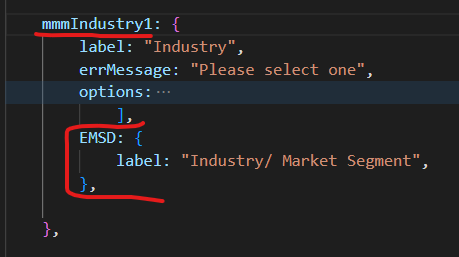 mmmIndustry1: {
label: "Industry",
errMessage: "Please select one",
options: ···
],
EMSD: {
label: "Industry/ Market Segment",
},
},